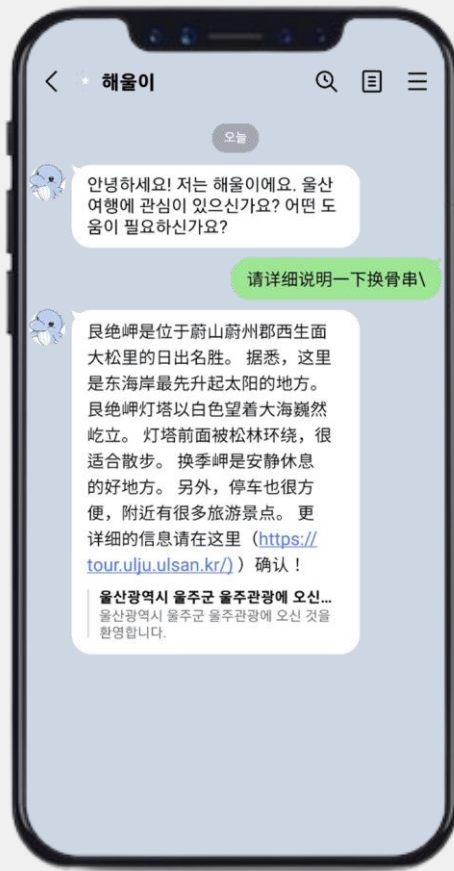 해울이
오늘
안녕하세요! 저는 해울이에요. 울산
여행에 관심이 있으신가요? 어떤 도
움이 필요하신가요?
请详细说明一下换骨串\
艮绝岬是位于蔚山蔚州郡西生面
大松里的日出名胜。 据悉，这里
是东海岸最先升起太阳的地方。
艮绝岬灯塔以白色望着大海巍然
屹立。 灯塔前面被松林环绕，很
适合散步。 换季岬是安静休息
的好地方。 另外，停车也很方
便，附近有很多旅游景点。 更
详细的信息请在这里（https://
tour.ulju.ulsan.kr/)）确认！
울산광역시 울주군 울주관광에 오신...
울산광역시 울주군 울주관광에 오신 것을
환영합니다.